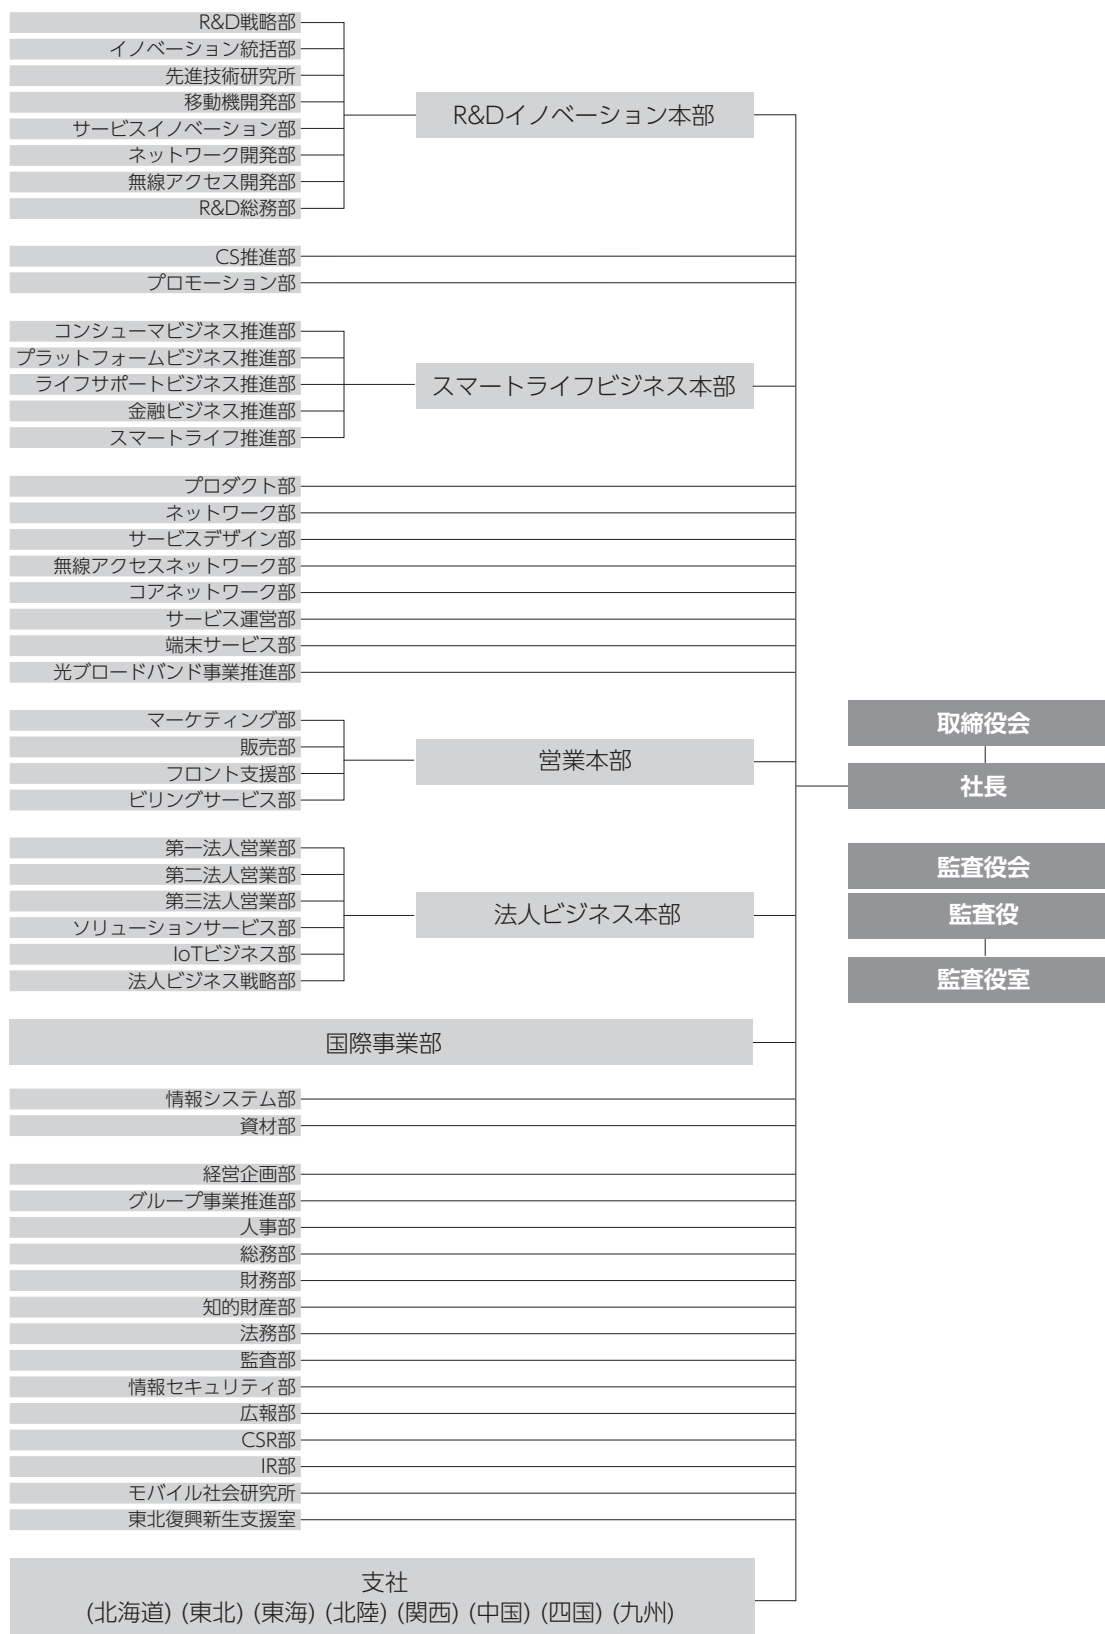 R&D戦略部
イノベーション統括部
先進技術研究所
移動機開発部
サービスイノベーション部
ネットワーク開発部
無線アクセス開発部
R&D総務部
R&Dイノベーション本部
CS推進部
プロモーション部
コンシューマビジネス推進部
プラットフォームビジネス推進部
ライフサポートビジネス推進部
金融ビジネス推進部
スマートライフ推進部
スマートライフビジネス本部
プロダクト部
ネットワーク部
サービスデザイン部
無線アクセスネットワーク部
コアネットワーク部
サービス運営部
端末サービス部
光ブロードバンド事業推進部
マーケティング部
販売部
フロント支援部
ビリングサービス部
営業本部
第一法人営業部
第二法人営業部
第三法人営業部
ソリューションサービス部
IoTビジネス部
法人ビジネス戦略部
法人ビジネス本部
国際事業部
情報システム部
資材部
経営企画部
グループ事業推進部
人事部
総務部
財務部
知的財産部
法務部
監査部
情報セキュリティ部
広報部
CSR部
IR部
モバイル社会研究所
東北復興新生支援室
支社
(北海道) (東北) (東海) (北陸) (関西) (中国) (四国) (九州)
取締役会
社長
監査役会
監査役
監査役室